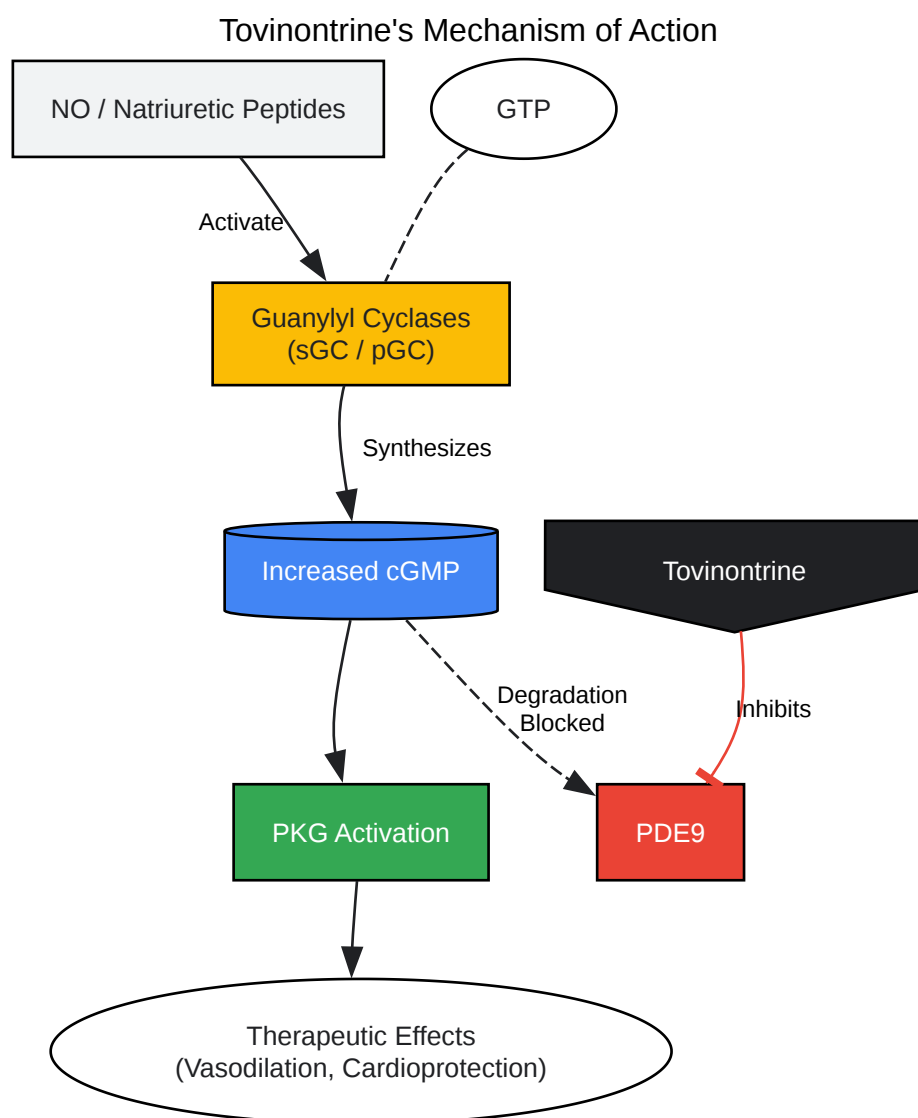 Tovinontrine's Mechanism of Action
NO / Natriuretic Peptides
GTP
Activate
Guanylyl Cyclases
(sGC / pGC)
Synthesizes
Increased cGMP
Tovinontrine
Degradation
Blocked
Inhibits
PKG Activation
PDE9
Therapeutic Effects
(Vasodilation, Cardioprotection)